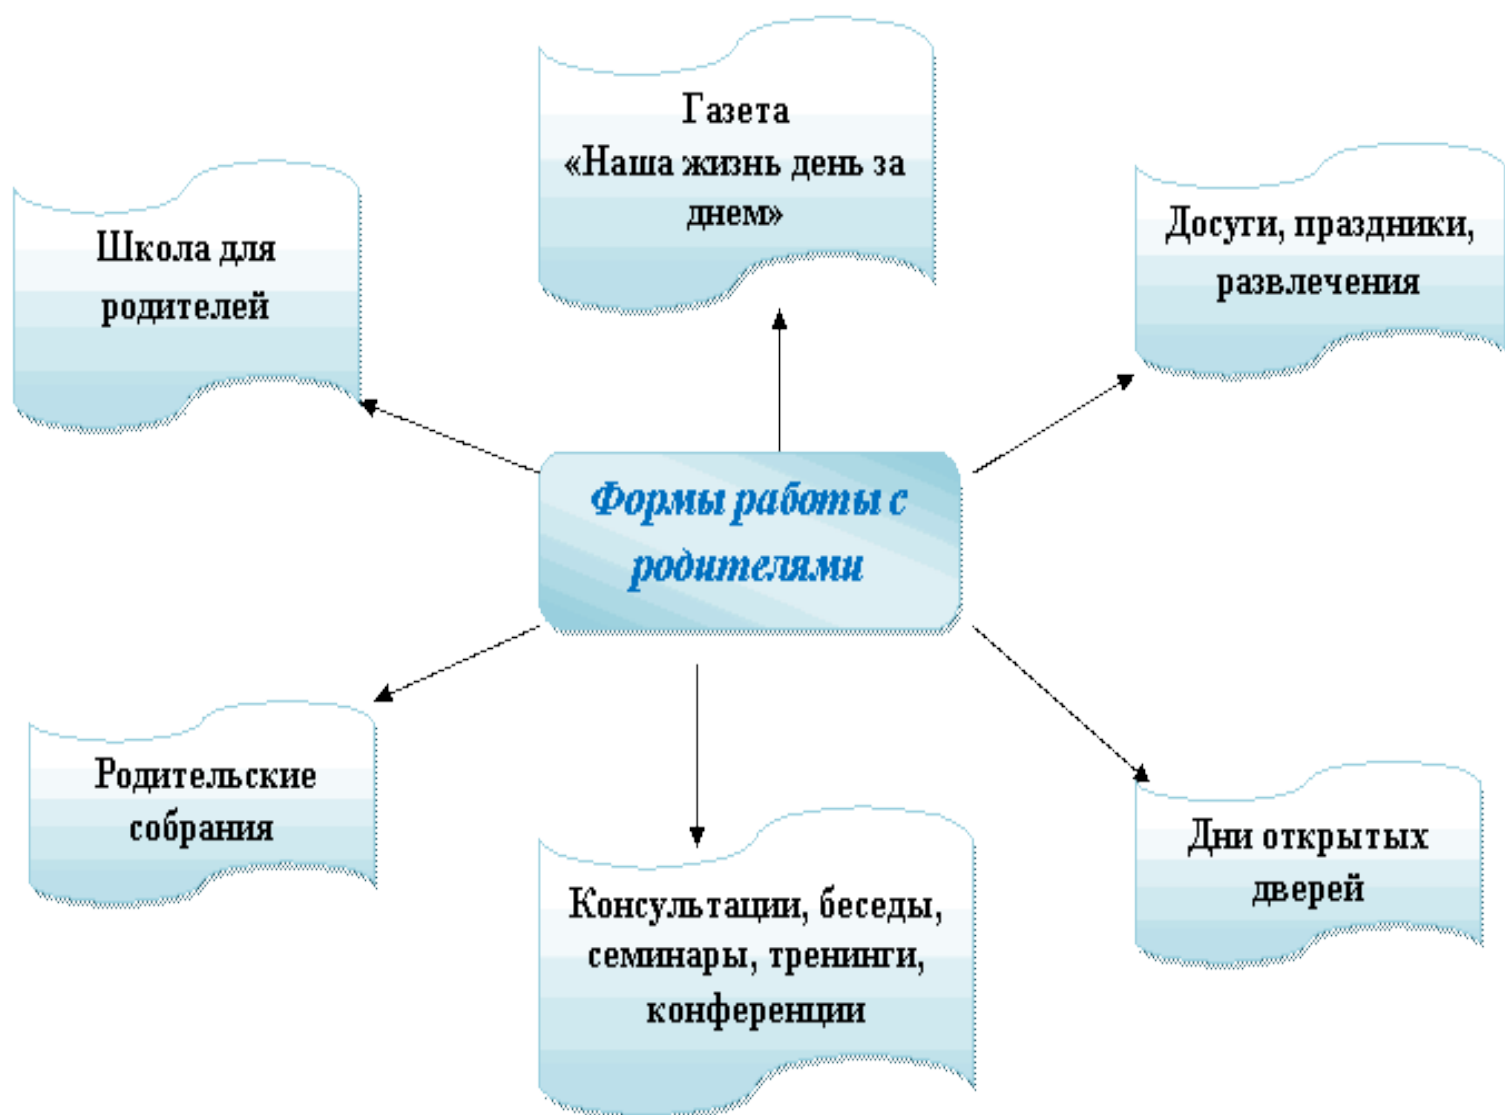 Газета
«Наша жизнь день за
днем»
Школа для
родителей
Досуги, праздники,
развлечения
Формы работы с
родителями
Родительские
собрания
Консультации, беседы,
семинары, тренинги,
конференции
Дни открытых
дверей